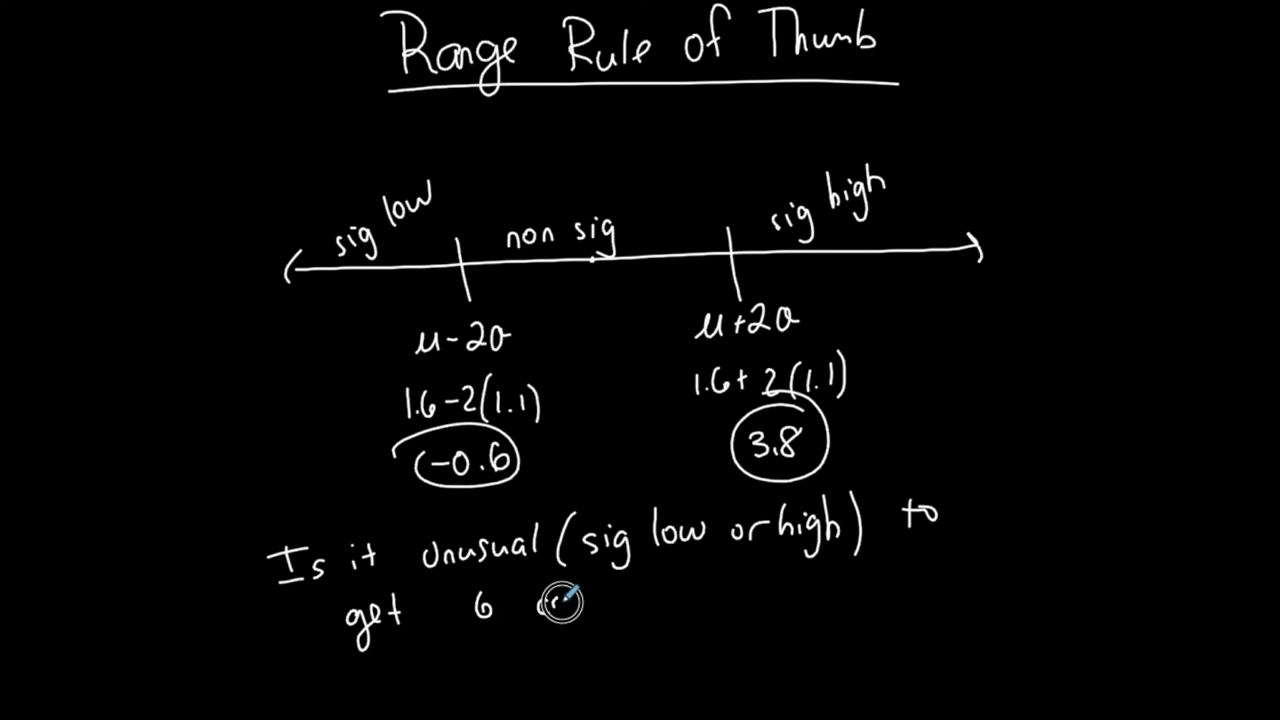 Range Rule of Thumb
sig low non sig sig high
μ-2σ μ+2σ
1.6-2(1.1) 1.6+2(1.1)
-0.6 3.8
Is it unusual (sig low or high) to
get 6